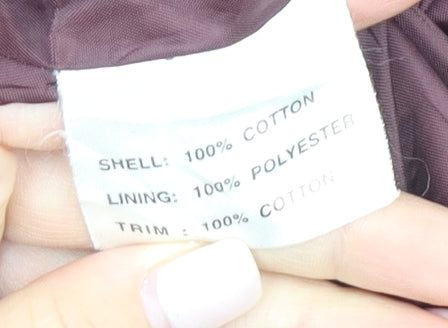 SHELL: 100% COTTON
LINING: 100% POLYESTER
TRIM : 100% COTTON